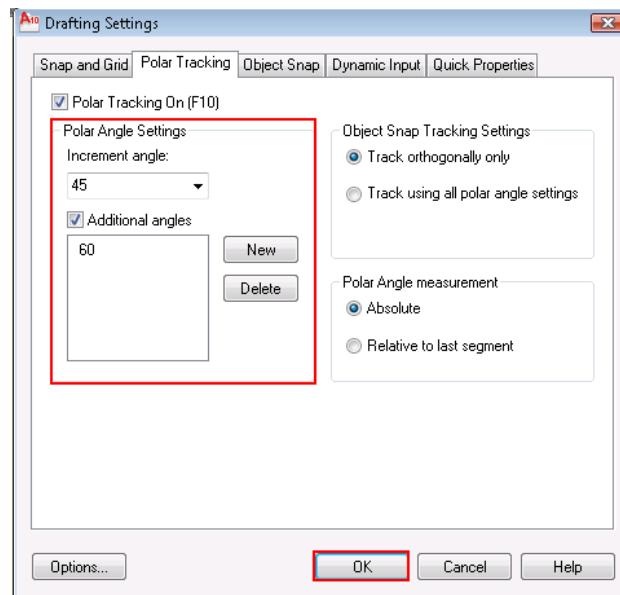 A10 Drafting Settings
Snap and Grid Polar Tracking Object Snap Dynamic Input Quick Properties
Polar Tracking On (F10)
Polar Angle Settings
Increment angle:
45
Additional angles
60
New
Delete
Object Snap Tracking Settings
Track orthogonally only
Track using all polar angle settings
Polar Angle measurement
Absolute
Relative to last segment
Options... OK Cancel Help